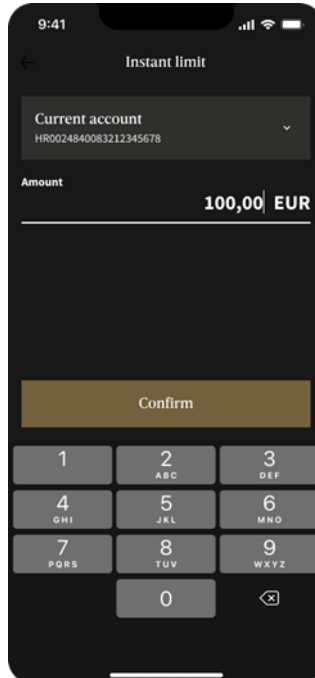 9:41
Instant limit
Current account
HR0024840083212345678
Amount
100,00 EUR
Confirm
1 2 3
ABC DEF
4 5 6
GHI JKL MNO
7 8 9
PQRS TUV WXYZ
0